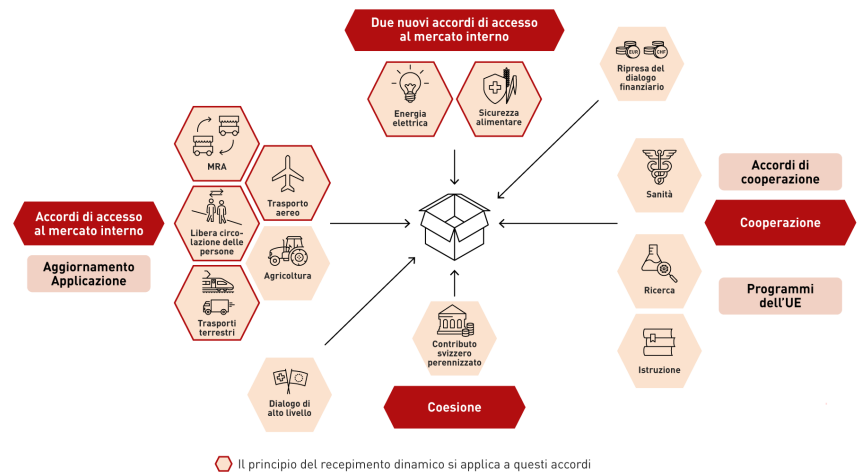 Due nuovi accordi di accesso
al mercato interno
Energia
elettrica
Sicurezza
alimentare
EUR
CHF
Ripresa del
dialogo
finanziario
MRA
Trasporto
aereo
Accordi di accesso
al mercato interno
Aggiornamento
Applicazione
Libera circo-
lazione delle
persone
Agricoltura
Trasporti
terrestri
Sanità
Accordi di
cooperazione
Cooperazione
Ricerca
Programmi
dell'UE
Istruzione
Contributo
svizzero
perennizzato
Dialogo di
alto livello
Coesione
Il principio del recepimento dinamico si applica a questi accordi